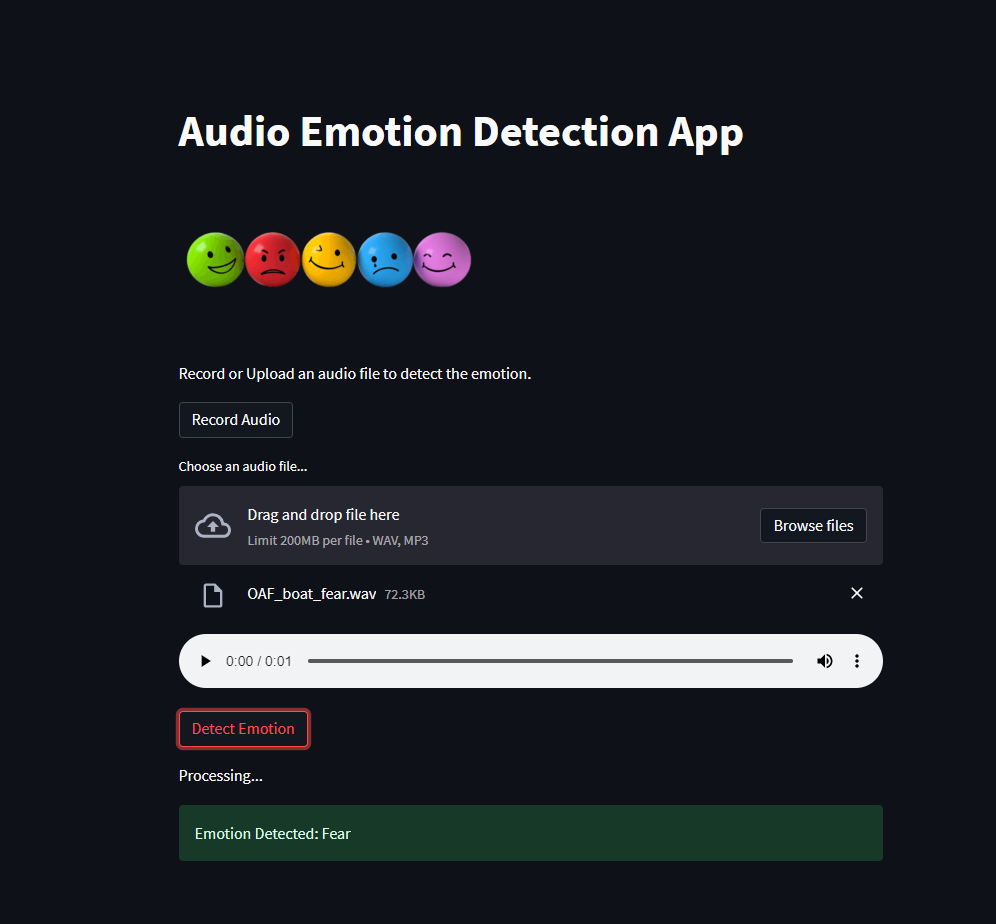 Audio Emotion Detection App
Record or Upload an audio file to detect the emotion.
Record Audio
Choose an audio file...
Drag and drop file here
Limit 200MB per file • WAV, MP3
Browse files
OAF_boat_fear.wav 72.3KB
0:00 / 0:01
Detect Emotion
Processing...
Emotion Detected: Fear